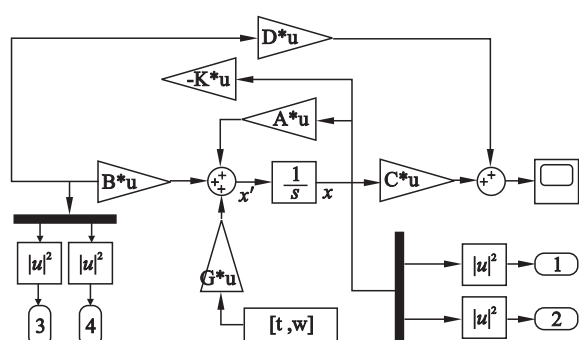 D*u
-K*u
A*u
B*u
+
+
+
x'
1
s
x
C*u
+
+
|u|²
|u|²
G*u
|u|²
1
3
4
[t ,w]
|u|²
2